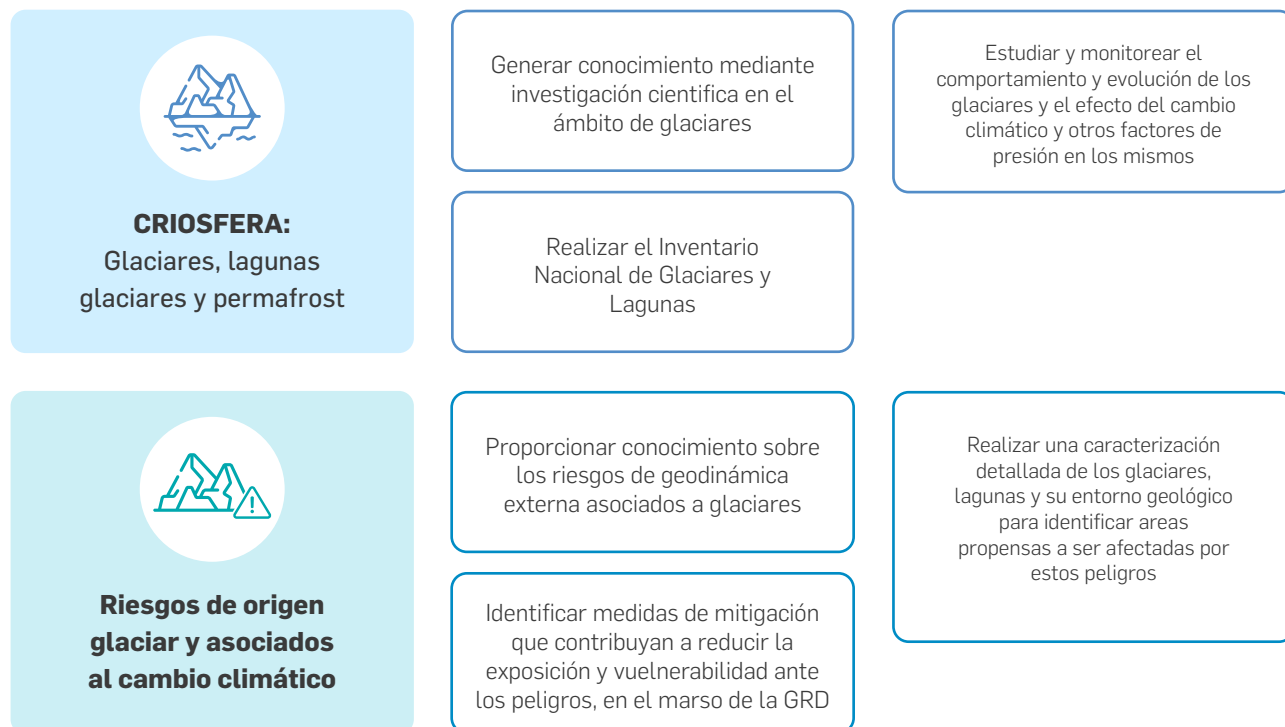 CRIOSFERA:
Glaciares, lagunas
glaciares y permafrost
Generar conocimiento mediante
investigación cientifica en el
ámbito de glaciares
Estudiar y monitorear el
comportamiento y evolución de los
glaciares y el efecto del cambio
climático y otros factores de
presión en los mismos
Realizar el Inventario
Nacional de Glaciares y
Lagunas
Riesgos de origen
glaciar y asociados
al cambio climático
Proporcionar conocimiento sobre
los riesgos de geodinámica
externa asociados a glaciares
Realizar una caracterización
detallada de los glaciares,
lagunas y su entorno geológico
para identificar areas
propensas a ser afectadas por
estos peligros
Identificar medidas de mitigación
que contribuyan a reducir la
exposición y vuelnerabilidad ante
los peligros, en el marso de la GRD